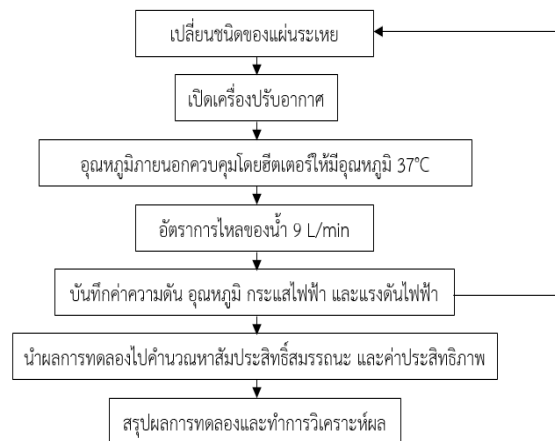 เปลี่ยนชนิดของแผ่นระเหย
เปิดเครื่องปรับอากาศ
อุณหภูมิภายนอกควบคุมโดยฮีตเตอร์ให้มีอุณหภูมิ 37°C
อัตราการไหลของน้ำ 9 L/min
บันทึกค่าความดัน อุณหภูมิ กระแสไฟฟ้า และแรงดันไฟฟ้า
นำผลการทดลองไปคำนวณหาสัมประสิทธิ์สมรรถนะ และค่าประสิทธิภาพ
สรุปผลการทดลองและทำการวิเคราะห์ผล